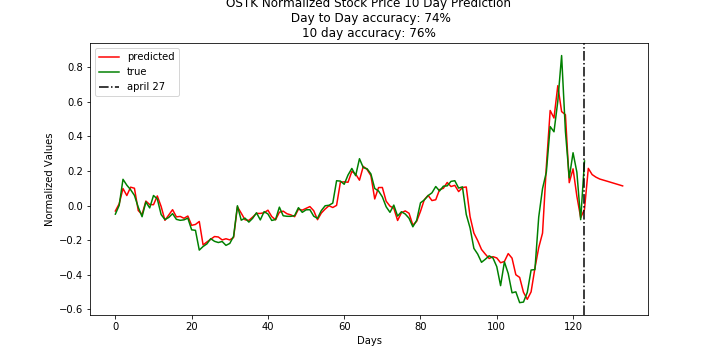 OSTK Normalized Stock Price 10 Day Prediction
Day to Day accuracy: 74%
10 day accuracy: 76%
predicted
true
april 27
Normalized Values
0.8
0.6
0.4
0.2
0.0
−0.2
−0.4
−0.6
0
20
40
60
80
100
120
Days